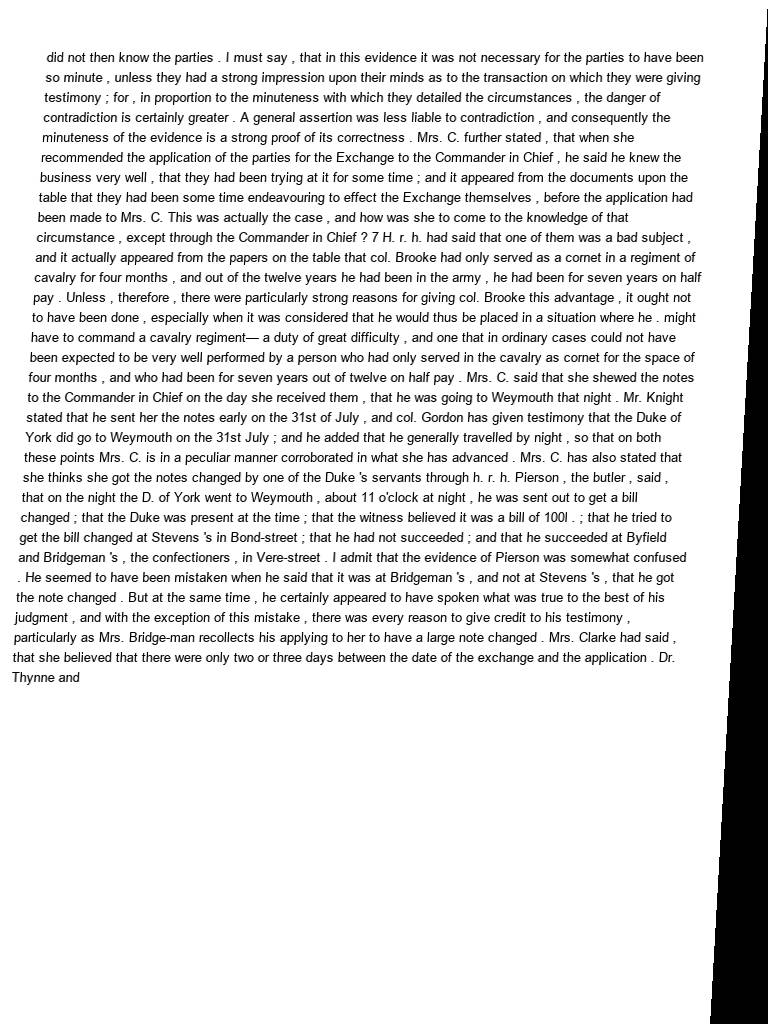 did not then know the parties . I must say , that in this evidence it was not necessary for the parties to have been
so minute , unless they had a strong impression upon their minds as to the transaction on which they were giving
testimony ; for , in proportion to the minuteness with which they detailed the circumstances , the danger of
contradiction is certainly greater . A general assertion was less liable to contradiction , and consequently the
minuteness of the evidence is a strong proof of its correctness . Mrs. C. further stated , that when she
recommended the application of the parties for the Exchange to the Commander in Chief , he said he knew the
business very well , that they had been trying at it for some time ; and it appeared from the documents upon the
table that they had been some time endeavouring to effect the Exchange themselves , before the application had
been made to Mrs. C. This was actually the case , and how was she to come to the knowledge of that
circumstance , except through the Commander in Chief ? 7 H. r. h. had said that one of them was a bad subject ,
and it actually appeared from the papers on the table that col. Brooke had only served as a cornet in a regiment of
cavalry for four months , and out of the twelve years he had been in the army , he had been for seven years on half
pay . Unless , therefore , there were particularly strong reasons for giving col. Brooke this advantage , it ought not
to have been done , especially when it was considered that he would thus be placed in a situation where he . might
have to command a cavalry regiment— a duty of great difficulty , and one that in ordinary cases could not have
been expected to be very well performed by a person who had only served in the cavalry as cornet for the space of
four months , and who had been for seven years out of twelve on half pay . Mrs. C. said that she shewed the notes
to the Commander in Chief on the day she received them , that he was going to Weymouth that night . Mr. Knight
stated that he sent her the notes early on the 31st of July , and col. Gordon has given testimony that the Duke of
York did go to Weymouth on the 31st July ; and he added that he generally travelled by night , so that on both
these points Mrs. C. is in a peculiar manner corroborated in what she has advanced . Mrs. C. has also stated that
she thinks she got the notes changed by one of the Duke 's servants through h. r. h. Pierson , the butler , said ,
that on the night the D. of York went to Weymouth , about 11 o'clock at night , he was sent out to get a bill
changed ; that the Duke was present at the time ; that the witness believed it was a bill of 100l . ; that he tried to
get the bill changed at Stevens 's in Bond-street ; that he had not succeeded ; and that he succeeded at Byfield
and Bridgeman 's , the confectioners , in Vere-street . I admit that the evidence of Pierson was somewhat confused
. He seemed to have been mistaken when he said that it was at Bridgeman 's , and not at Stevens 's , that he got
the note changed . But at the same time , he certainly appeared to have spoken what was true to the best of his
judgment , and with the exception of this mistake , there was every reason to give credit to his testimony ,
particularly as Mrs. Bridge-man recollects his applying to her to have a large note changed . Mrs. Clarke had said ,
that she believed that there were only two or three days between the date of the exchange and the application . Dr.
Thynne and